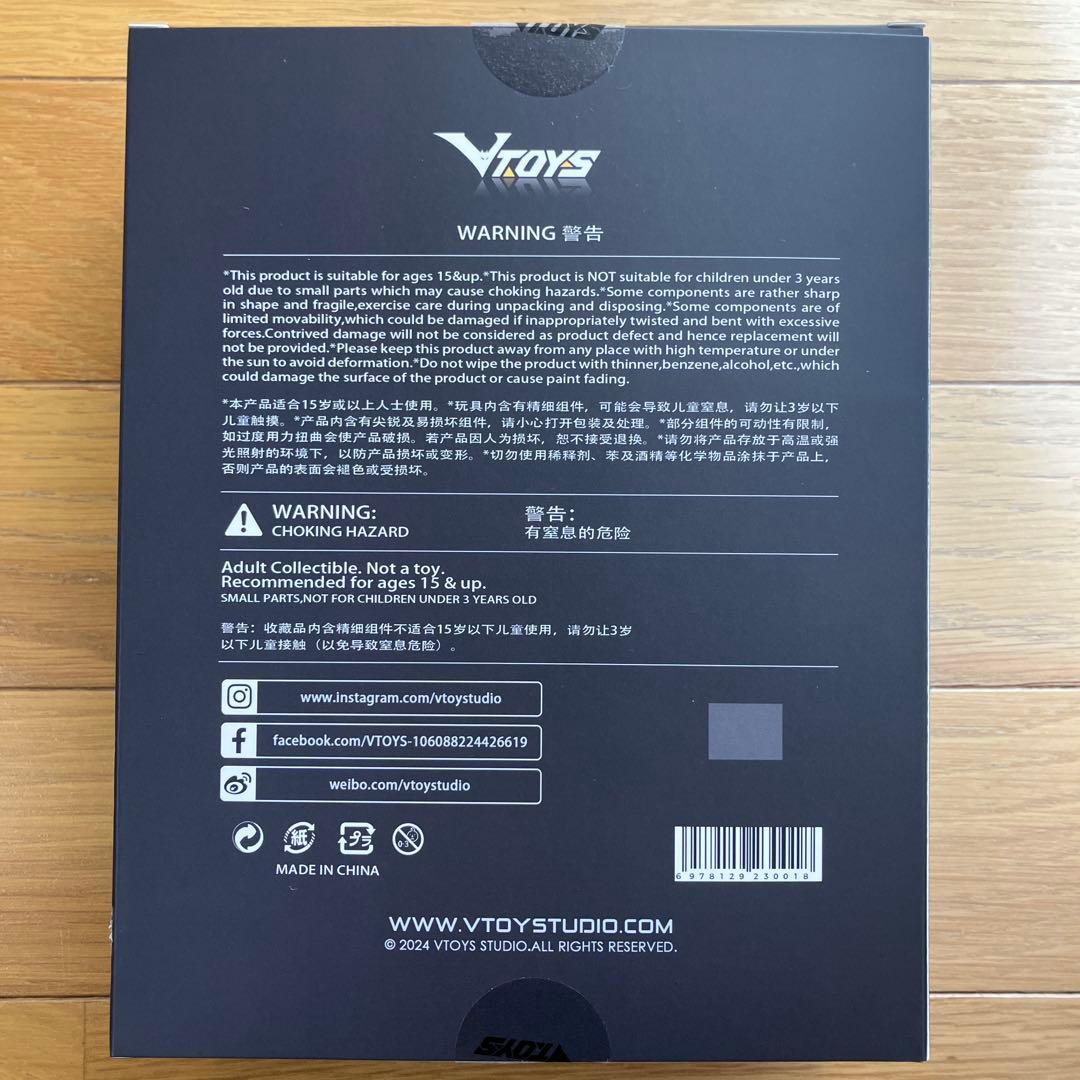 VTOYS
VTOYS
WARNING 警告
*This product is suitable for ages 15&up.*This product is NOT suitable for children under 3 years
old due to small parts which may cause choking hazards.*Some components are rather sharp
in shape and fragile,exercise care during unpacking and disposing.*Some components are of
limited movability,which could be damaged if inappropriately twisted and bent with excessive
forces.Contrived damage will not be considered as product defect and hence replacement will
not be provided.*Please keep this product away from any place with high temperature or under
the sun to avoid deformation.*Do not wipe the product with thinner,benzene,alcohol,etc.,which
could damage the surface of the product or cause paint fading.
*本产品适合15岁或以上人士使用。*玩具内含有精细组件，可能会导致儿童窒息，请勿让3岁以下
儿童触摸。*产品内含有尖锐及易损坏组件，请小心打开包装及处理。*部分组件的可动性有限制，
如过度用力扭曲会使产品破损。若产品因人为损坏，恕不接受退换。*请勿将产品存放于高温或强
光照射的环境下，以防产品损坏或变形。*切勿使用稀释剂、苯及酒精等化学物品涂抹于产品上，
否则产品的表面会褪色或受损坏。
WARNING: 警告：
CHOKING HAZARD 有窒息的危险
Adult Collectible. Not a toy.
Recommended for ages 15 & up.
SMALL PARTS,NOT FOR CHILDREN UNDER 3 YEARS OLD
警告：收藏品内含精细组件不适合15岁以下儿童使用，请勿让3岁
以下儿童接触（以免导致窒息危险）。
www.instagram.com/vtoystudio
facebook.com/VTOYS-106088224426619
weibo.com/vtoystudio
紙 プラ 0-3
MADE IN CHINA
6 978129 230018
WWW.VTOYSTUDIO.COM
© 2024 VTOYS STUDIO.ALL RIGHTS RESERVED.
VTOYS